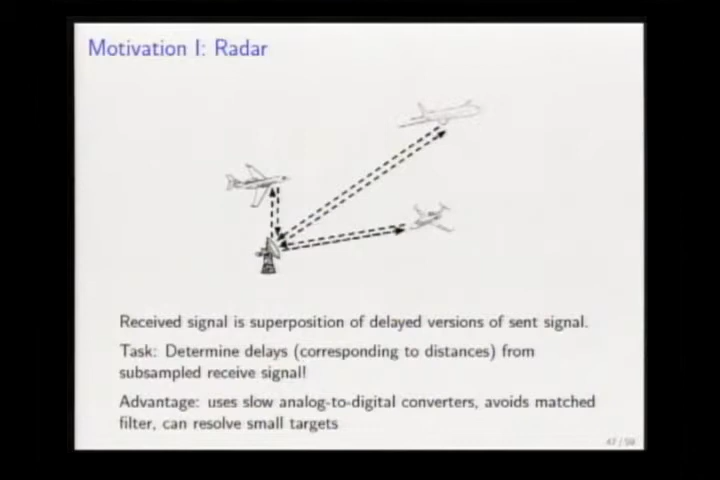 Motivation I: Radar
Received signal is superposition of delayed versions of sent signal.
Task: Determine delays (corresponding to distances) from
subsampled receive signal!
Advantage: uses slow analog-to-digital converters, avoids matched
filter, can resolve small targets